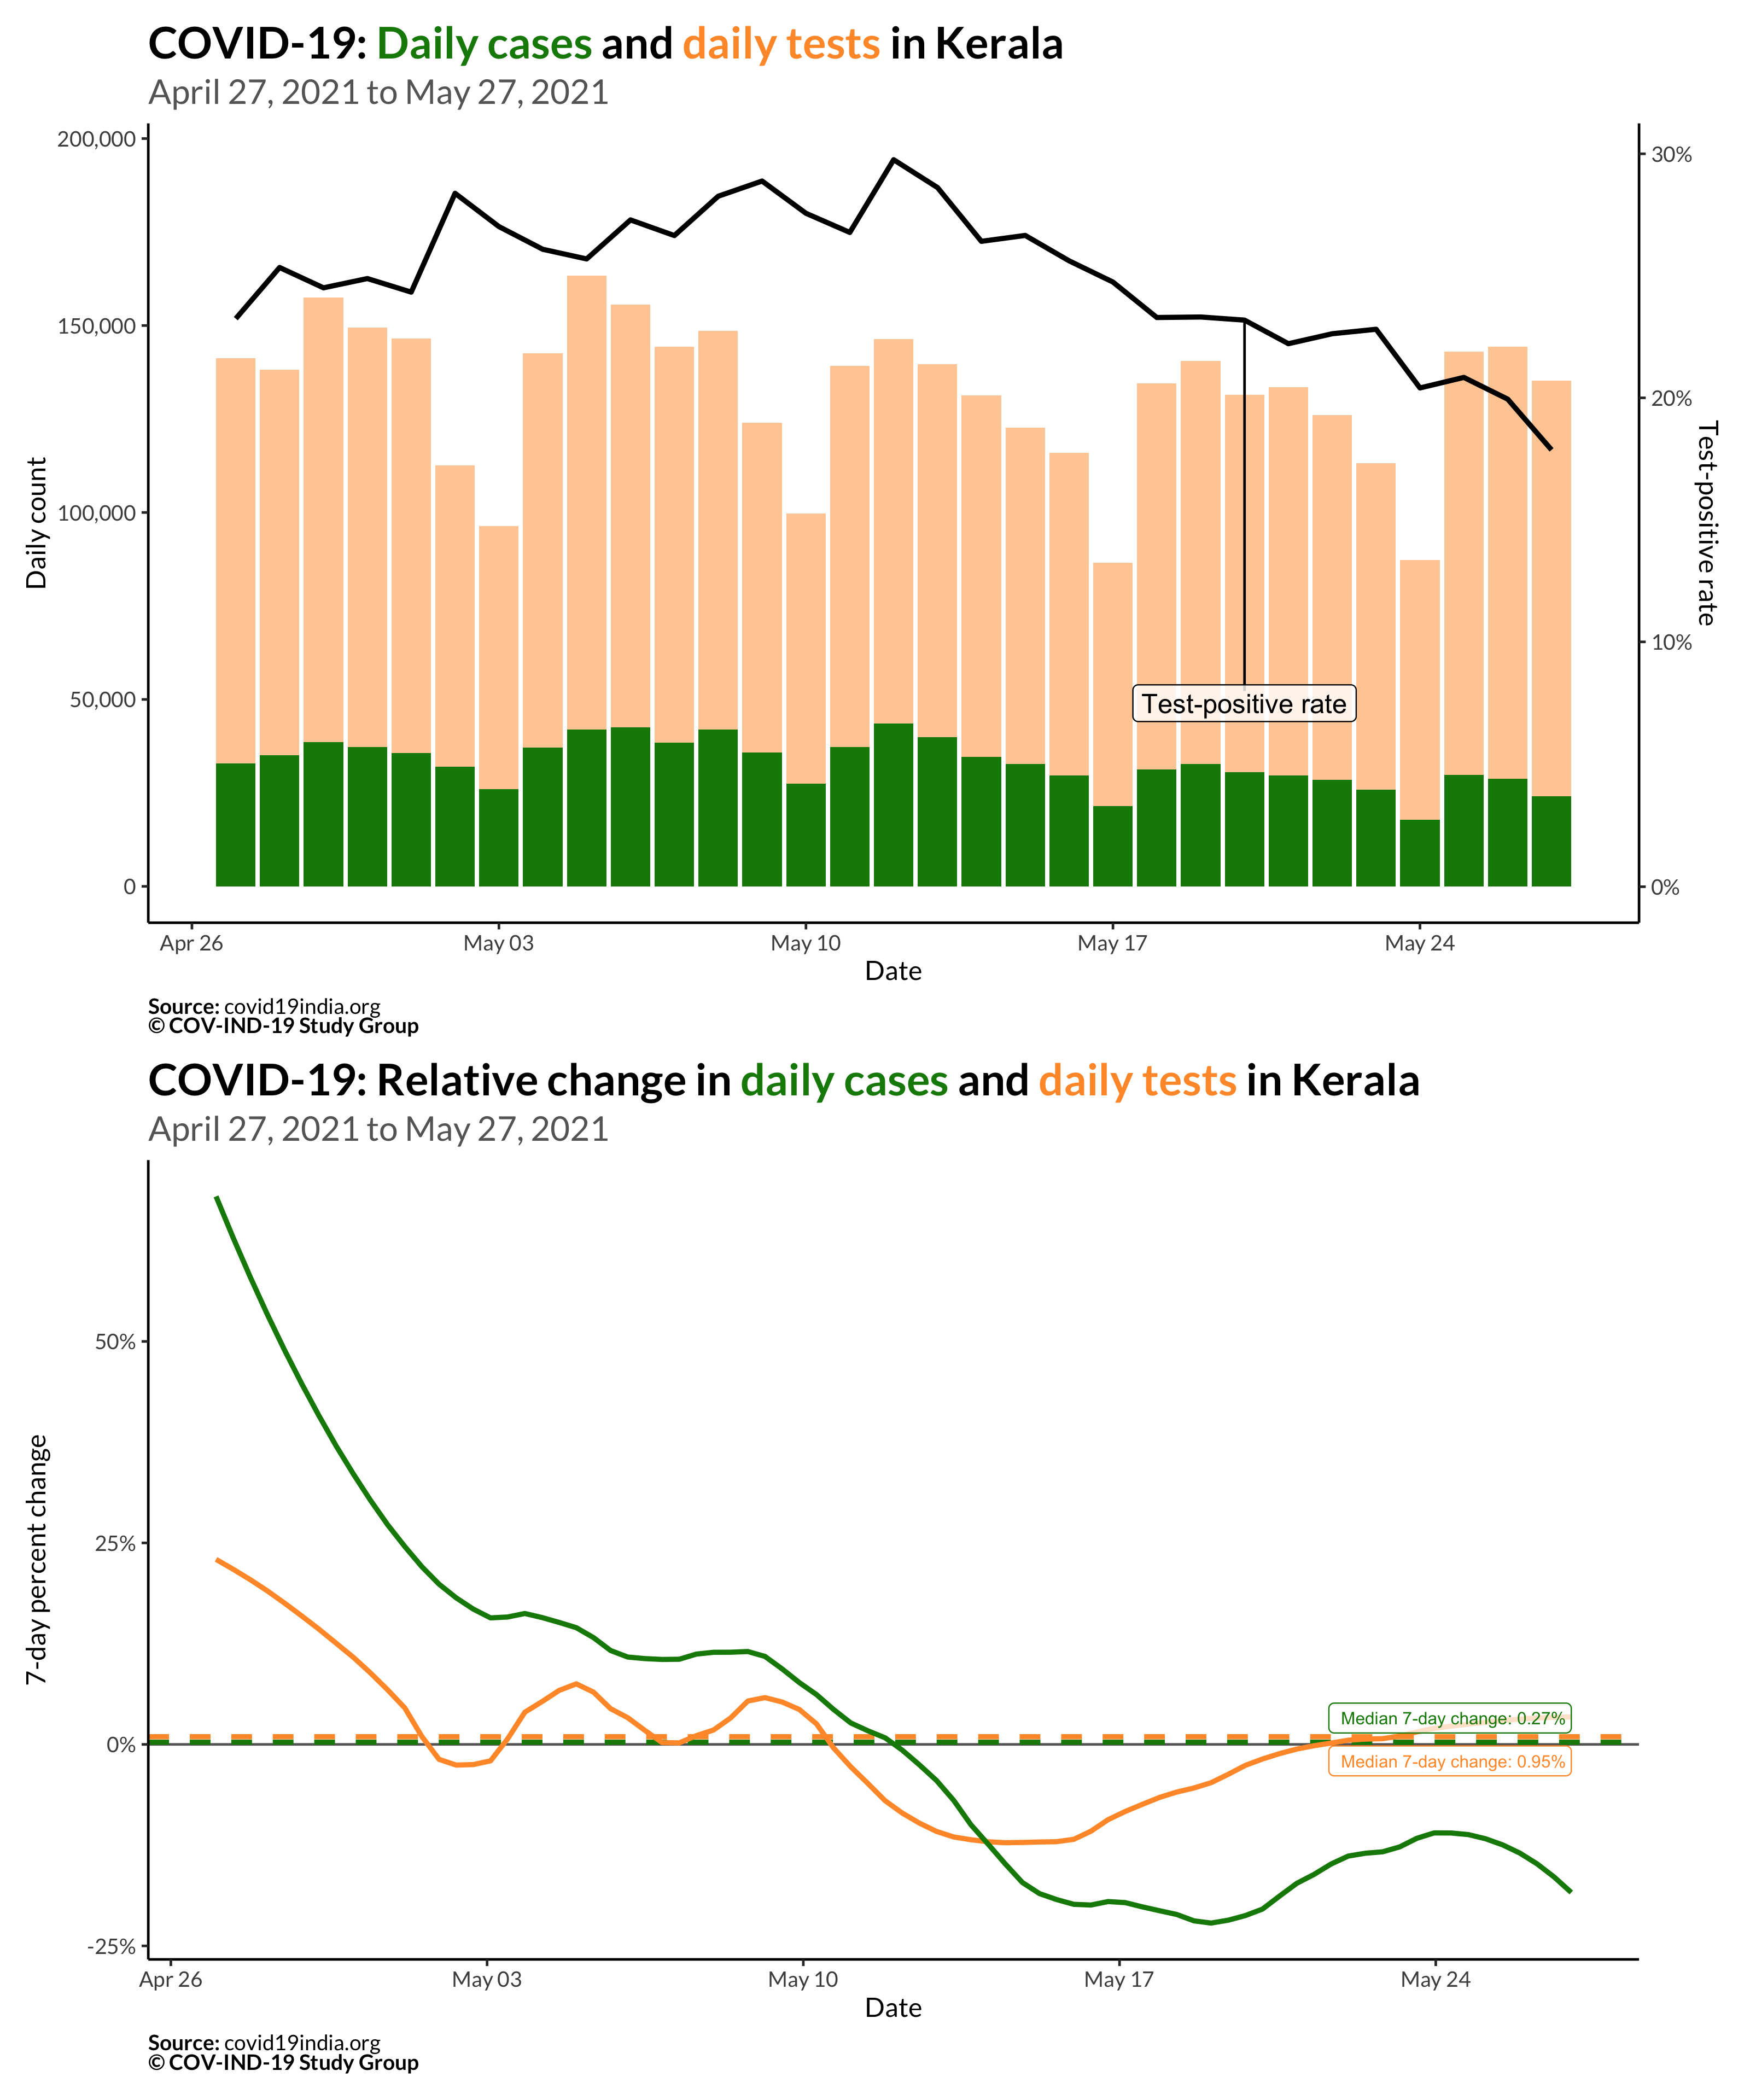 COVID-19: Daily cases and daily tests in Kerala
April 27, 2021 to May 27, 2021
200,000
150,000
100,000
50,000
0
Daily count
30%
20%
10%
0%
Test-positive rate
Test-positive rate
Apr 26
May 03
May 10
May 17
May 24
Date
Source: covid19india.org
© COV-IND-19 Study Group
COVID-19: Relative change in daily cases and daily tests in Kerala
April 27, 2021 to May 27, 2021
50%
25%
0%
-25%
7-day percent change
Median 7-day change: 0.27%
Median 7-day change: 0.95%
Apr 26
May 03
May 10
May 17
May 24
Date
Source: covid19india.org
© COV-IND-19 Study Group